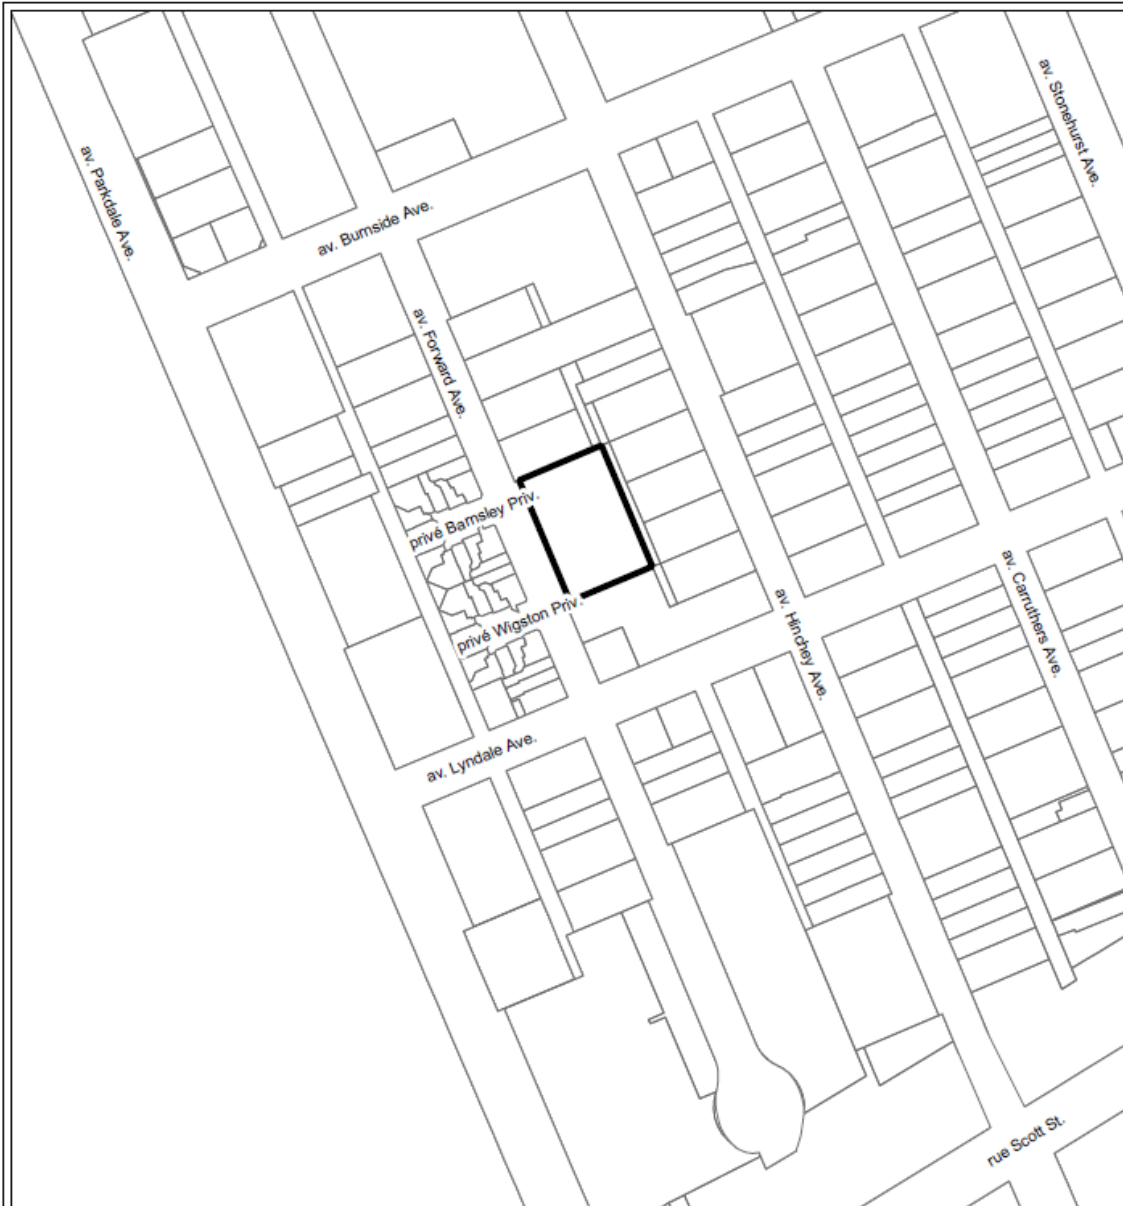 av. Stonehurst Ave.
av. Parkdale Ave.
av. Burnside Ave.
av. Forward Ave.
privé Barnsley Priv.
privé Wigston Priv.
av. Carruthers Ave.
av. Hinchey Ave.
av. Lyndale Ave.
rue Scott St.